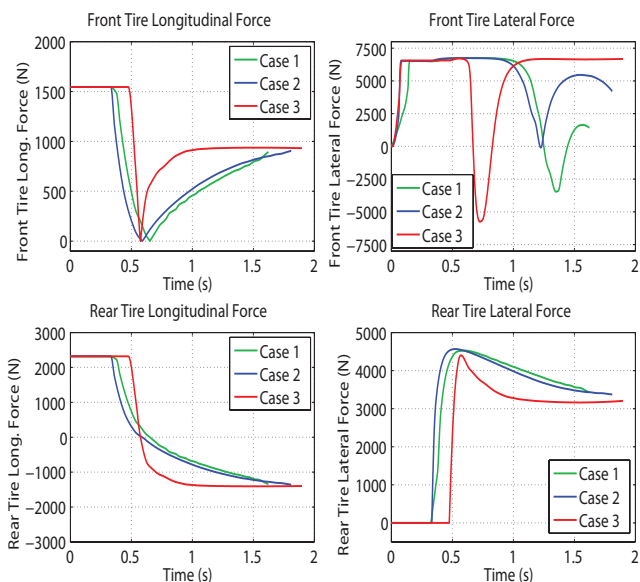 Front Tire Longitudinal Force
Front Tire Long. Force (N)
2000
1500
1000
500
0
0 0.5 1 1.5 2
Time (s)
Case 1
Case 2
Case 3
Front Tire Lateral Force
Front Tire Lateral Force (N)
7500
5000
2500
0
−2500
−5000
−7500
0 0.5 1 1.5 2
Time (s)
Case 1
Case 2
Case 3
Rear Tire Longitudinal Force
Rear Tire Long. Force (N)
3000
2000
1000
0
−1000
−2000
−3000
0 0.5 1 1.5 2
Time (s)
Case 1
Case 2
Case 3
Rear Tire Lateral Force
Rear Tire Lateral Force (N)
5000
4000
3000
2000
1000
0
0 0.5 1 1.5 2
Time (s)
Case 1
Case 2
Case 3